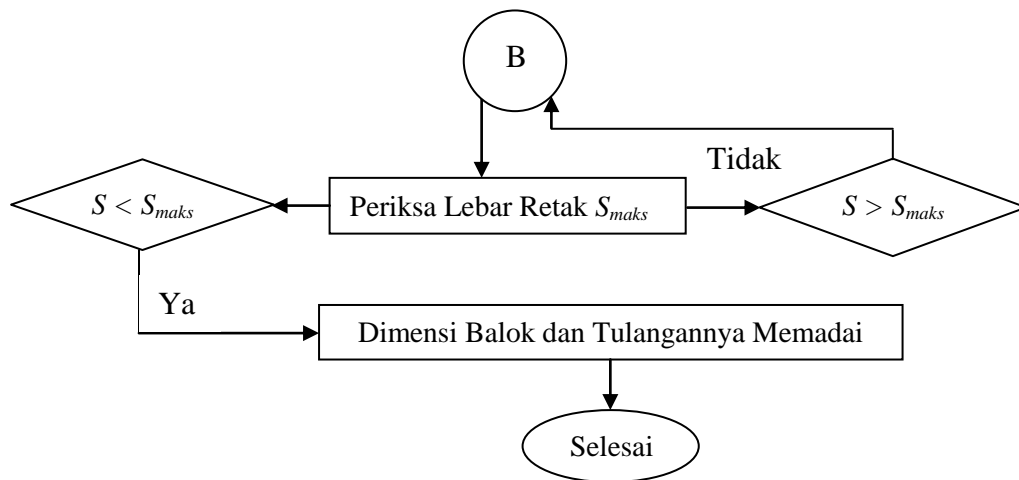 B
Tidak
S < Smaks
Periksa Lebar Retak Smaks
S > Smaks
Ya
Dimensi Balok dan Tulangannya Memadai
Selesai